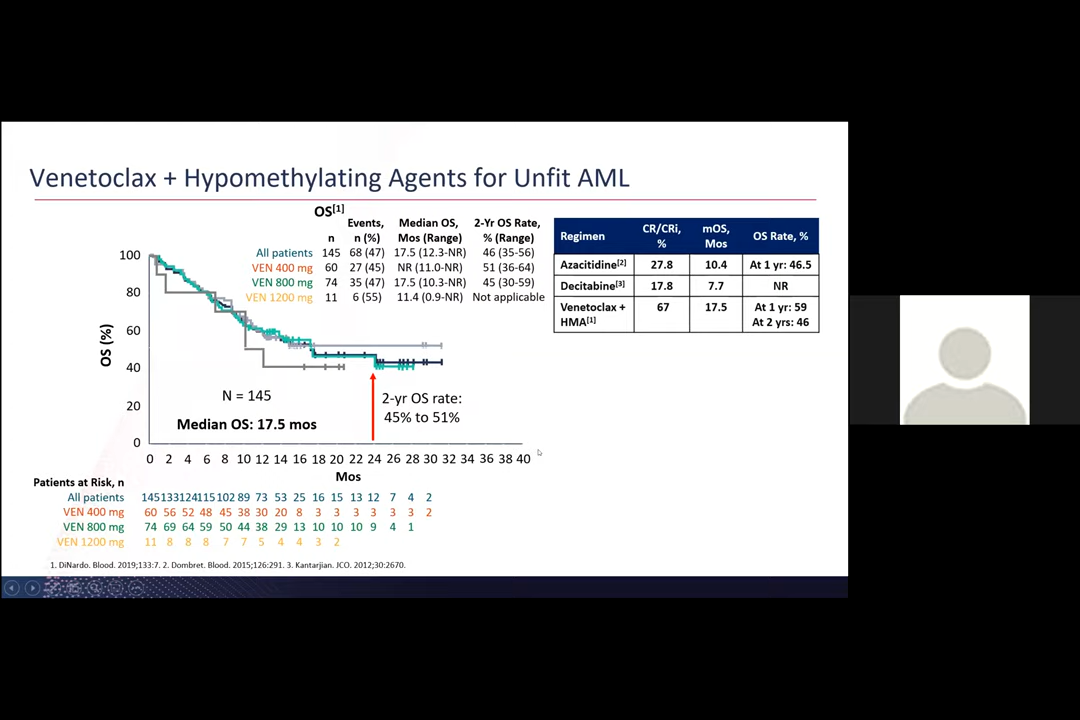 Venetoclax + Hypomethylating Agents for Unfit AML
OS[1]
n Events, n (%) Median OS, Mos (Range) 2-Yr OS Rate, % (Range)
All patients 145 68 (47) 17.5 (12.3-NR) 46 (35-56)
VEN 400 mg 60 27 (45) NR (11.0-NR) 51 (36-64)
VEN 800 mg 74 35 (47) 17.5 (10.3-NR) 45 (30-59)
VEN 1200 mg 11 6 (55) 11.4 (0.9-NR) Not applicable
100
80
60
40
20
0
OS (%)
N = 145
Median OS: 17.5 mos
2-yr OS rate:
45% to 51%
0 2 4 6 8 10 12 14 16 18 20 22 24 26 28 30 32 34 36 38 40
Mos
Patients at Risk, n
All patients 145 133 124 115 102 89 73 53 25 16 15 13 12 7 4 2
VEN 400 mg 60 56 52 48 45 38 30 20 8 3 3 3 3 3 3 2
VEN 800 mg 74 69 64 59 50 44 38 29 13 10 10 10 9 4 1
VEN 1200 mg 11 8 8 8 7 7 5 4 4 3 2
Regimen CR/CRi, % mOS, Mos OS Rate, %
Azacitidine[2] 27.8 10.4 At 1 yr: 46.5
Decitabine[3] 17.8 7.7 NR
Venetoclax + HMA[1] 67 17.5 At 1 yr: 59 At 2 yrs: 46
1. DiNardo. Blood. 2019;133:7. 2. Dombret. Blood. 2015;126:291. 3. Kantarjian. JCO. 2012;30:2670.